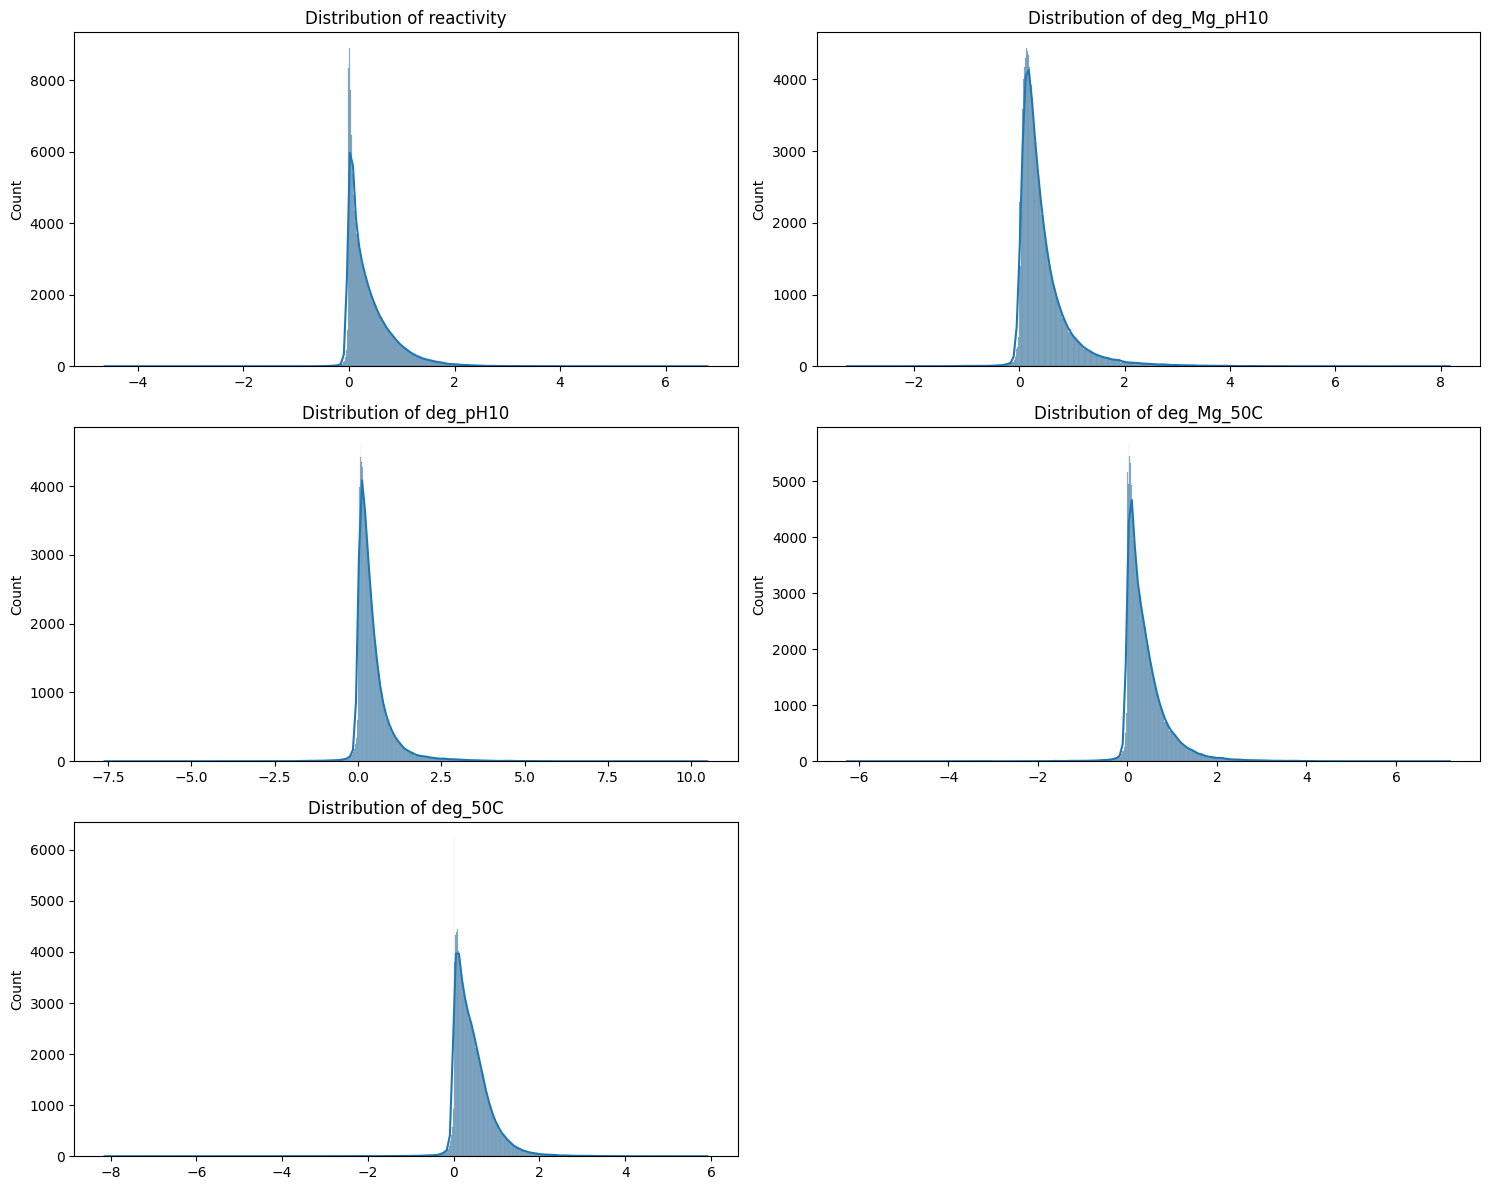 Distribution of reactivity
Count
8000
6000
4000
2000
0
−4 −2 0 2 4 6
Distribution of deg_Mg_pH10
Count
4000
3000
2000
1000
0
−2 0 2 4 6 8
Distribution of deg_pH10
Count
4000
3000
2000
1000
0
−7.5 −5.0 −2.5 0.0 2.5 5.0 7.5 10.0
Distribution of deg_Mg_50C
Count
5000
4000
3000
2000
1000
0
−6 −4 −2 0 2 4 6
Distribution of deg_50C
Count
6000
5000
4000
3000
2000
1000
0
−8 −6 −4 −2 0 2 4 6